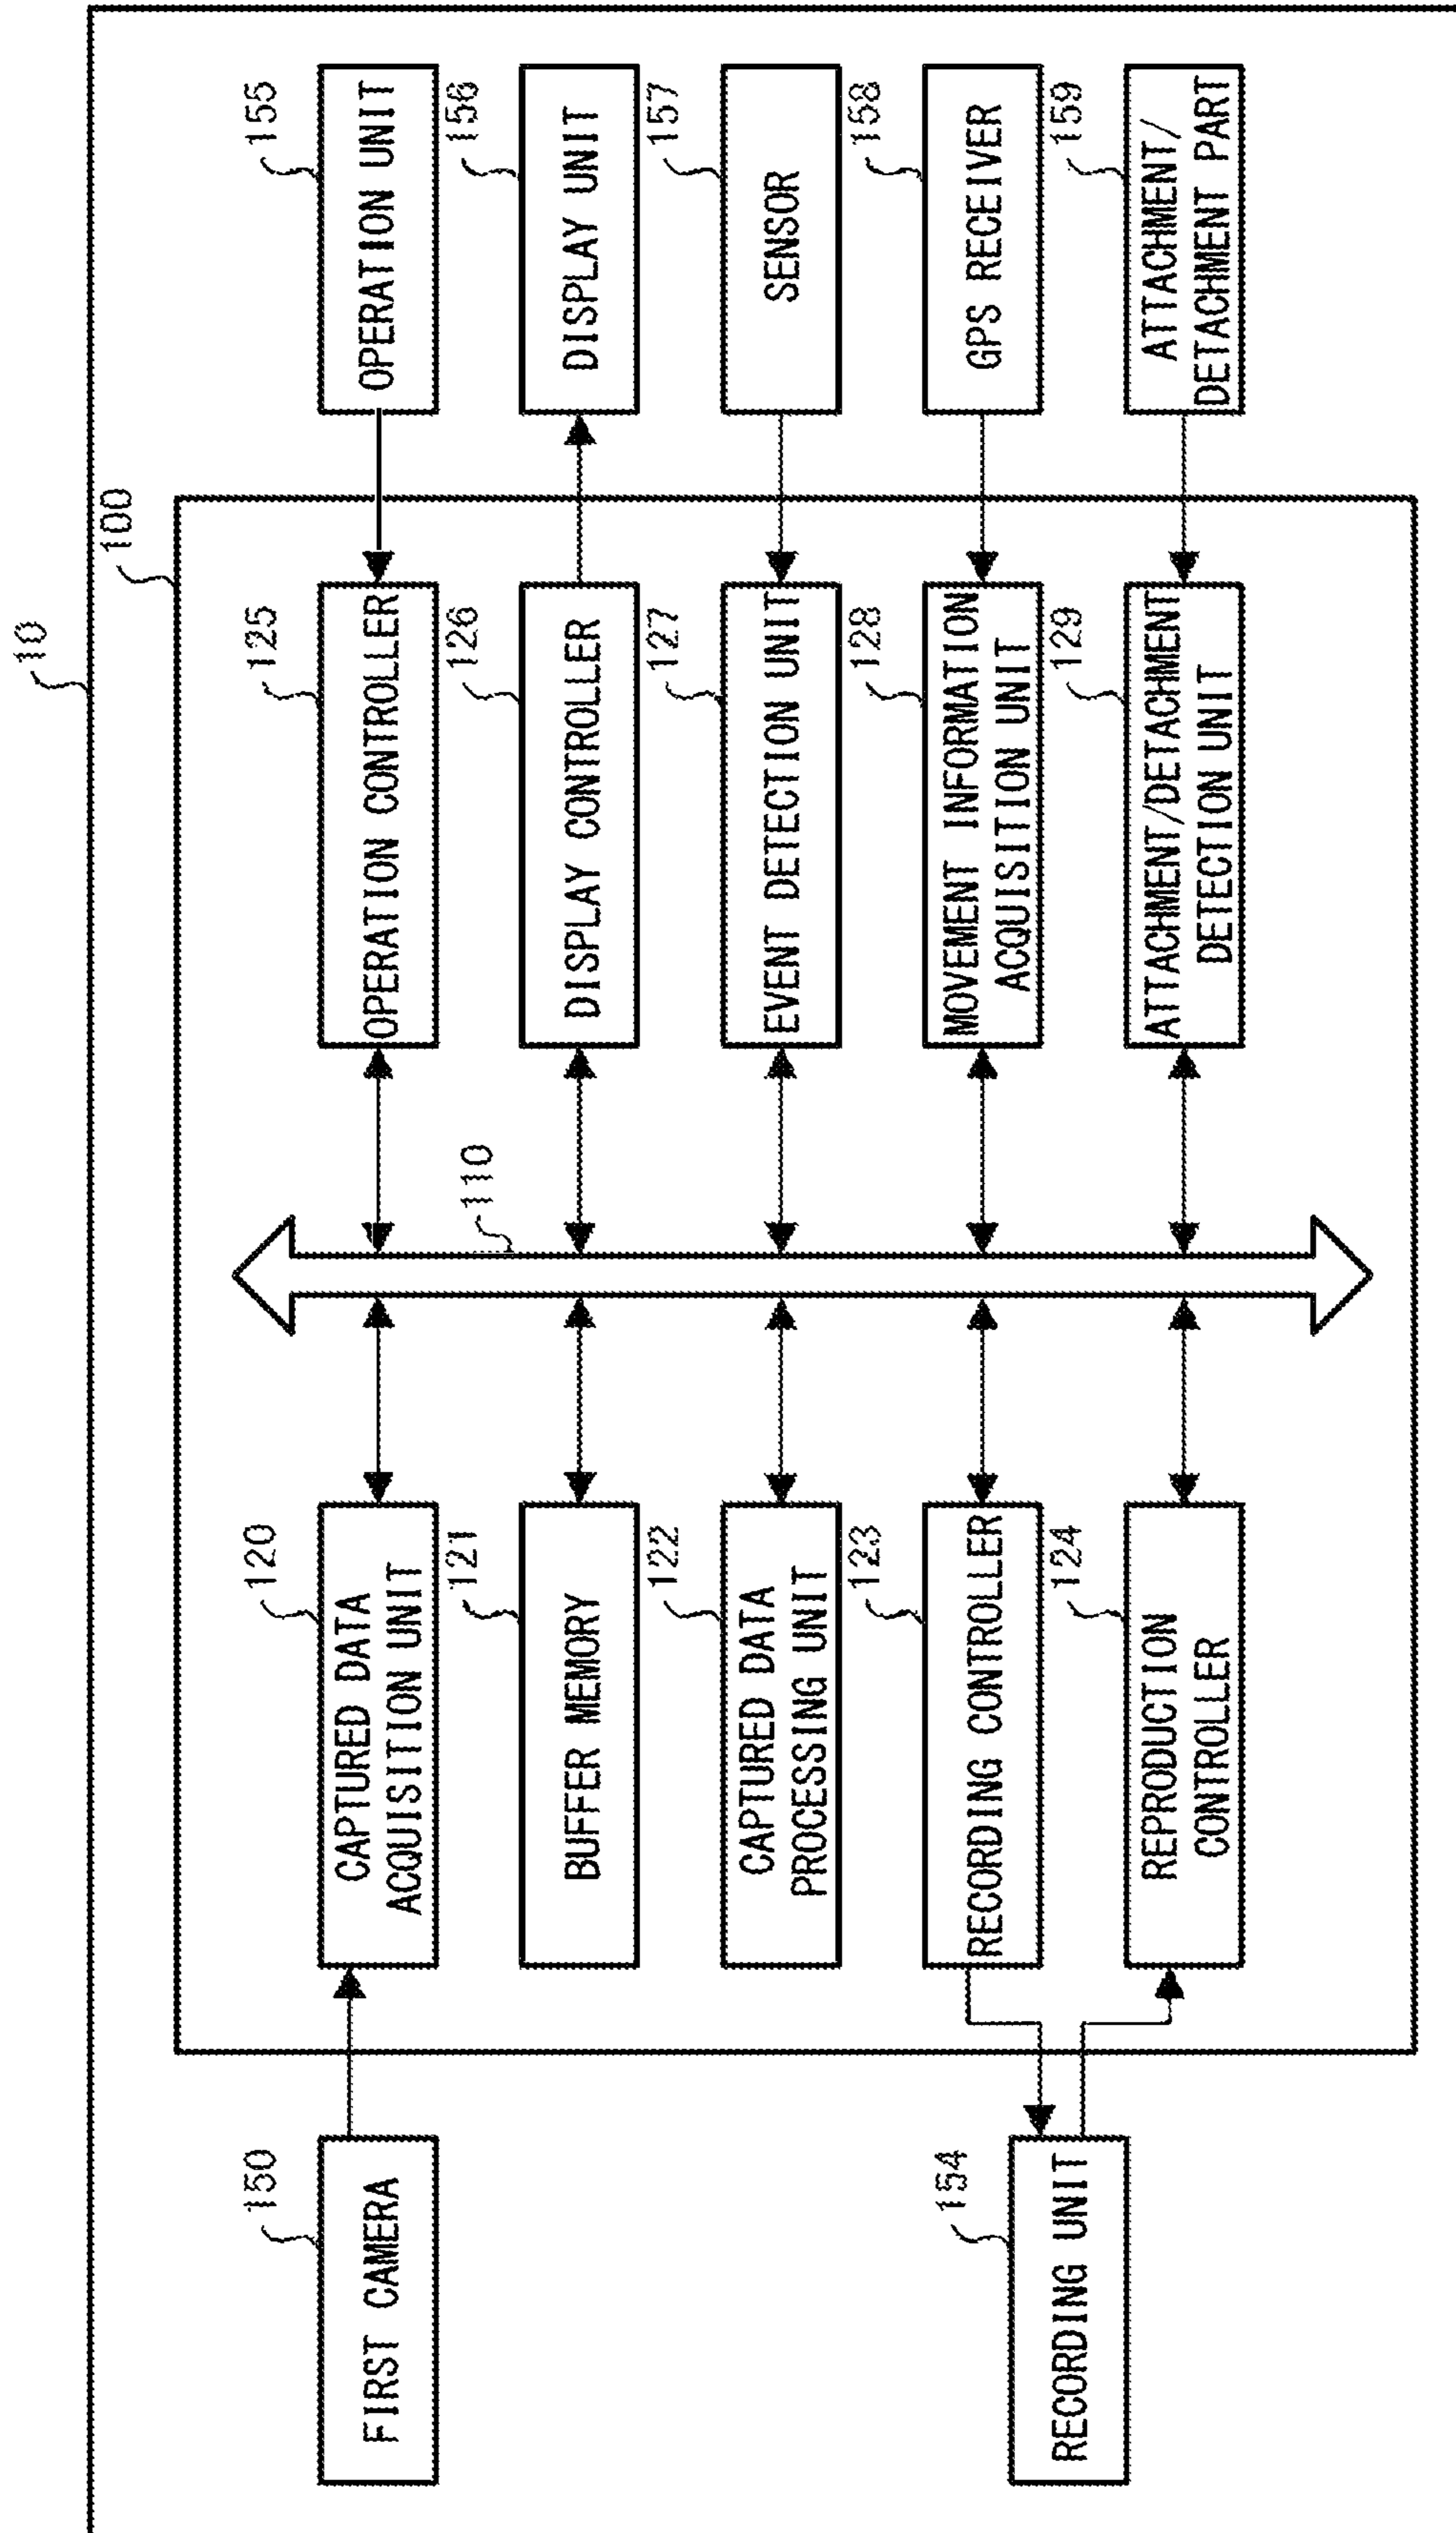 10
100
150
FIRST CAMERA
154
RECORDING UNIT
120
CAPTURED DATA
ACQUISITION UNIT
121
BUFFER MEMORY
122
CAPTURED DATA
PROCESSING UNIT
123
RECORDING CONTROLLER
124
REPRODUCTION
CONTROLLER
110
125
OPERATION CONTROLLER
126
DISPLAY CONTROLLER
127
EVENT DETECTION UNIT
128
MOVEMENT INFORMATION
ACQUISITION UNIT
129
ATTACHMENT/DETACHMENT
DETECTION UNIT
155
OPERATION UNIT
156
DISPLAY UNIT
157
SENSOR
158
GPS RECEIVER
159
ATTACHMENT/
DETACHMENT PART